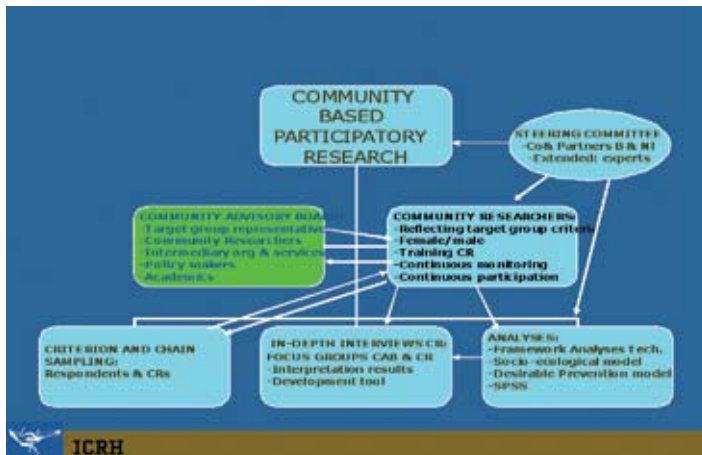 COMMUNITY
BASED
PARTICIPATORY
RESEARCH
STEERING COMMITTEE
-Co& Partners B & Nl
-Extended: experts
COMMUNITY ADVISORY BOARD:
-Target group representative
-Community Researchers
-Intermediary org & services
-Policy makers
-Academics
COMMUNITY RESEARCHERS:
-Reflecting target group criteria
-Female/male
-Training CR
-Continuous monitoring
-Continuous participation
CRITERION AND CHAIN
SAMPLING:
Respondents & CRs
IN-DEPTH INTERVIEWS CR:
FOCUS GROUPS CAB & CR
-Interpretation results
-Development tool
ANALYSES:
-Framework Analyses Tech.
-Socio-ecological model
-Desirable Prevention model
-SPSS
ICRH